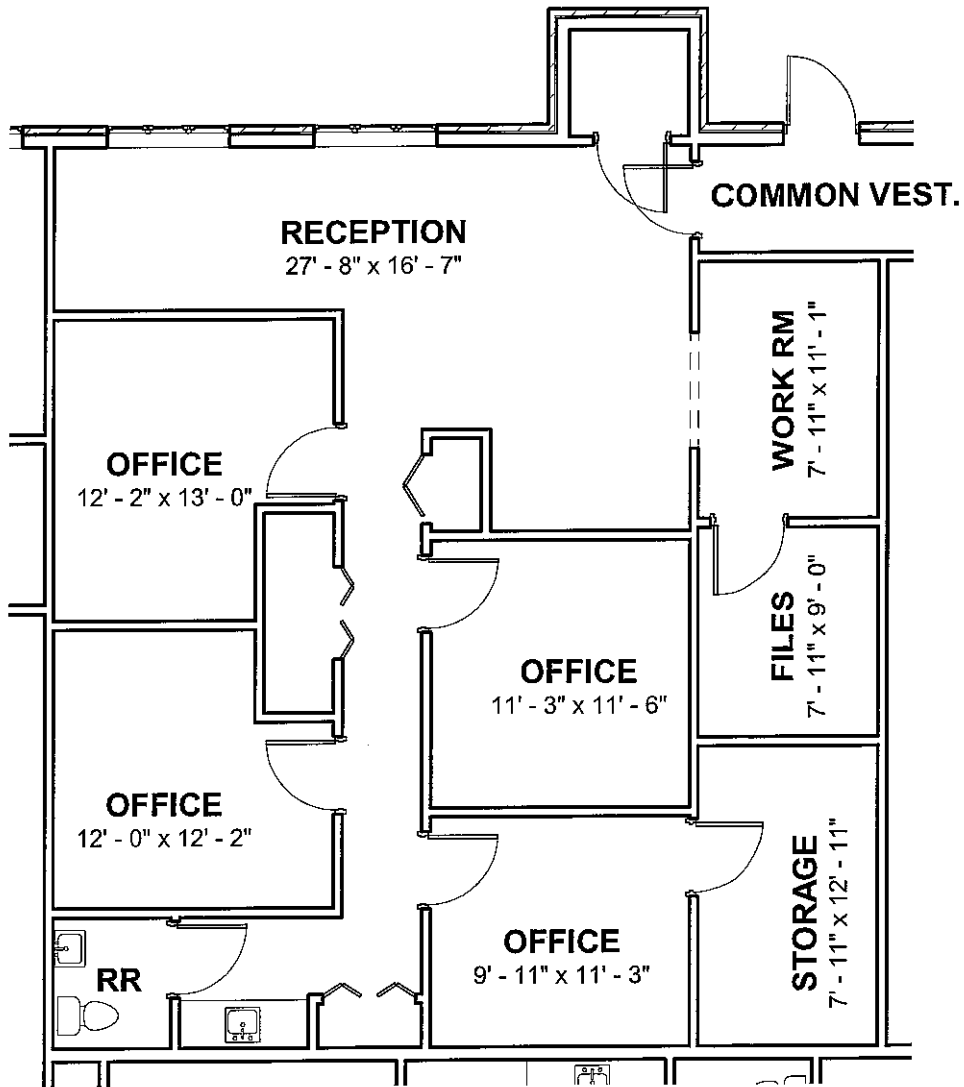 COMMON VEST.
RECEPTION
27' - 8" x 16' - 7"
WORK RM
7' - 11" x 11' - 1"
OFFICE
12' - 2" x 13' - 0"
FILES
7' - 11" x 9' - 0"
OFFICE
11' - 3" x 11' - 6"
OFFICE
12' - 0" x 12' - 2"
STORAGE
7' - 11" x 12' - 11"
OFFICE
9' - 11" x 11' - 3"
RR